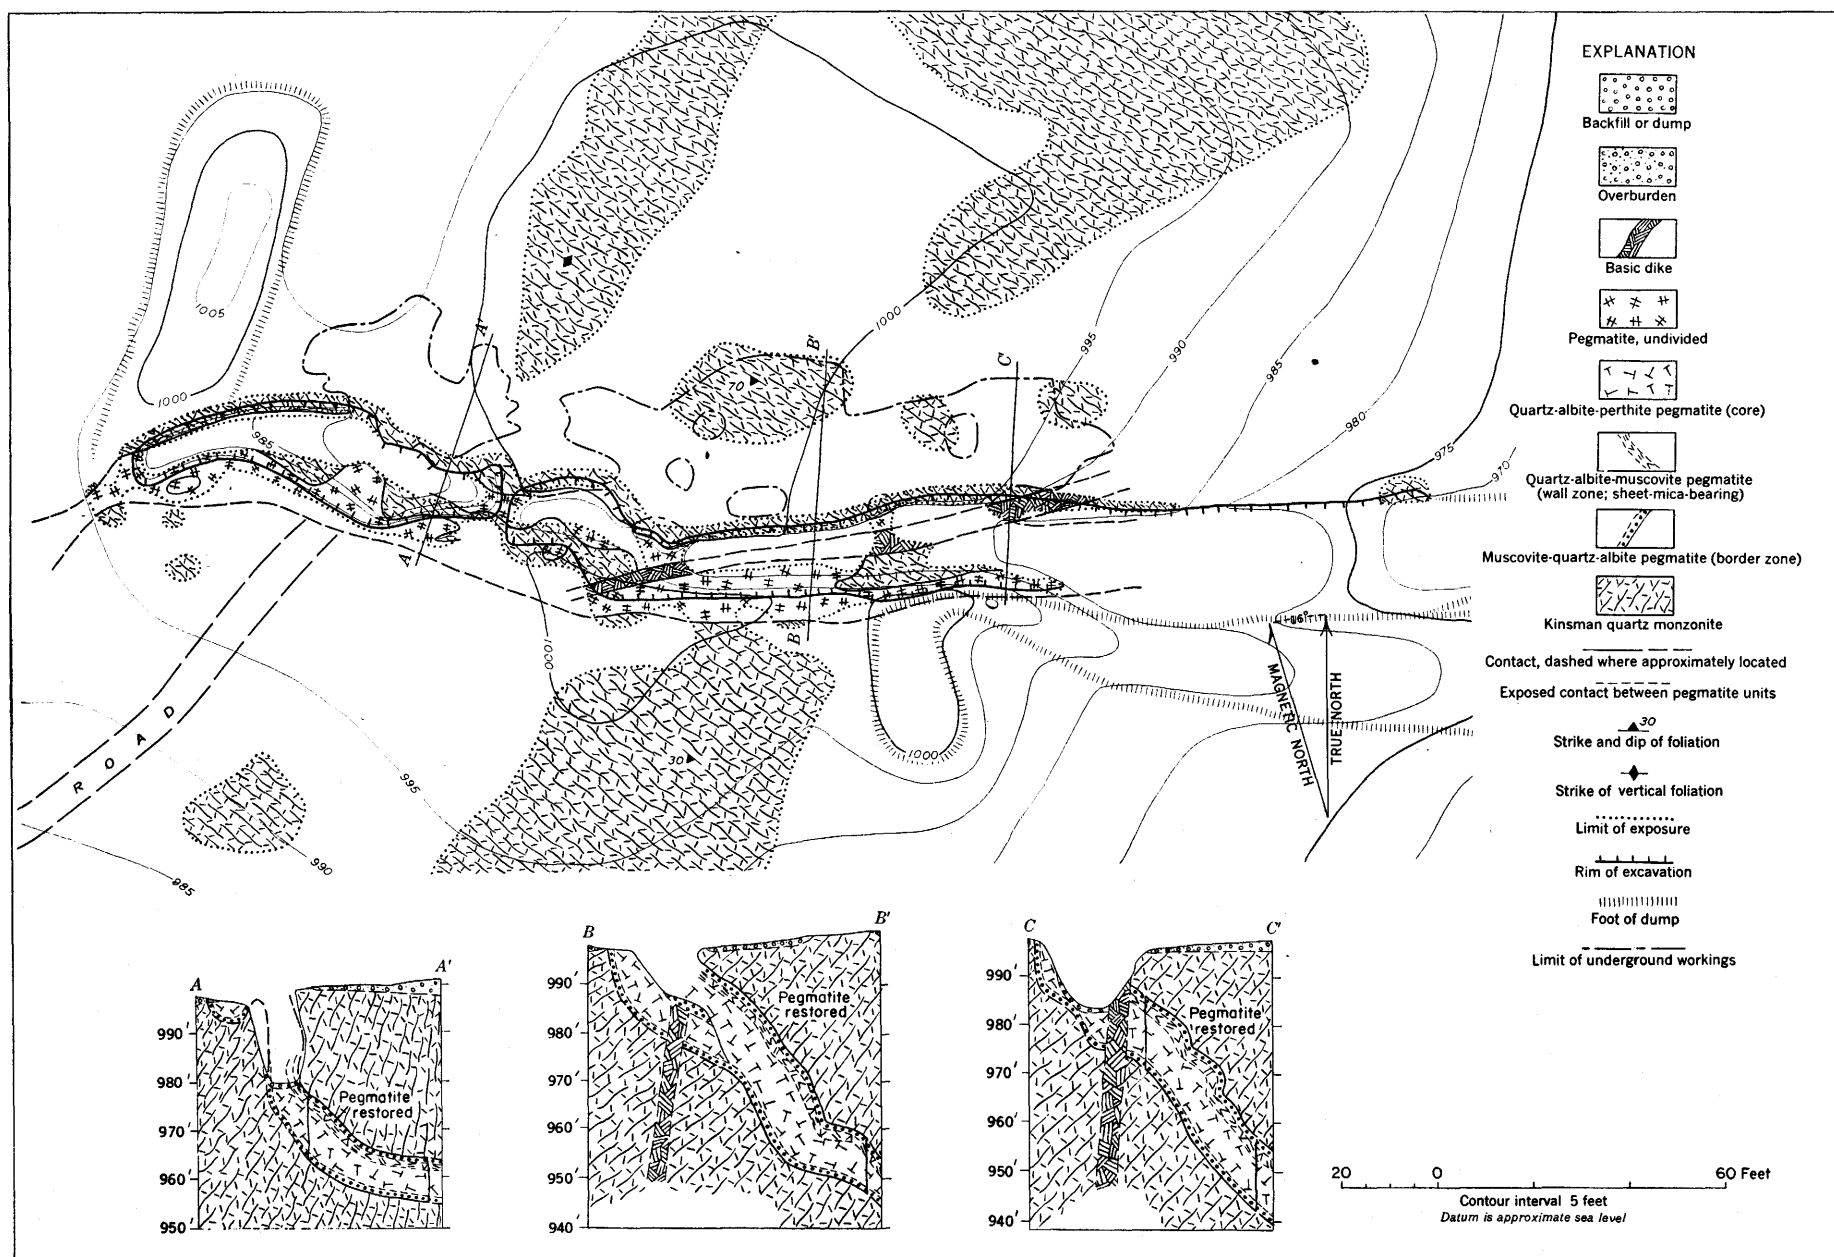 EXPLANATION
Backfill or dump
Overburden
Basic dike
Pegmatite, undivided
Quartz-albite-perthite pegmatite (core)
Quartz-albite-muscovite pegmatite
(wall zone; sheet-mica-bearing)
Muscovite-quartz-albite pegmatite (border zone)
Kinsman quartz monzonite
Contact, dashed where approximately located
Exposed contact between pegmatite units
30
Strike and dip of foliation
Strike of vertical foliation
Limit of exposure
Rim of excavation
Foot of dump
Limit of underground workings
1005
1000
985
A'
B'
C'
1000
995
990
985
980
975
970
70
A
B
C
1000
1000
30
995
990
985
ROAD
16°
MAGNETIC NORTH
TRUE NORTH
A
A'
990'
980'
970'
960'
950'
Pegmatite
restored
B
B'
990'
980'
970'
960'
950'
940'
Pegmatite
restored
C
C'
990'
980'
970'
960'
950'
940'
Pegmatite
restored
20 0 60 Feet
Contour interval 5 feet
Datum is approximate sea level